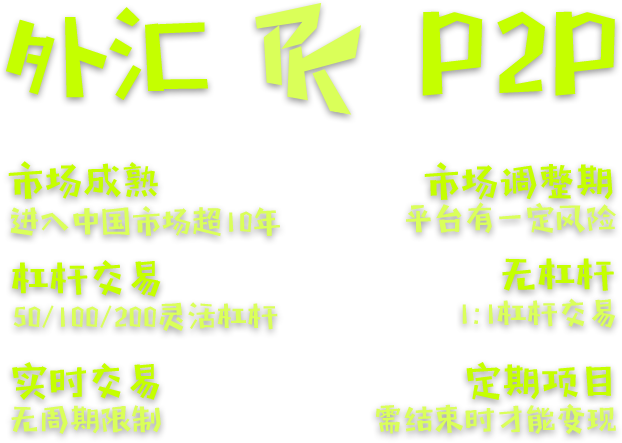 外汇 PK P2P
市场成熟
进入中国市场超10年
杠杆交易
50/100/200灵活杠杆
实时交易
无周期限制
市场调整期
平台有一定风险
无杠杆
1:1杠杆交易
定期项目
需结束时才能变现